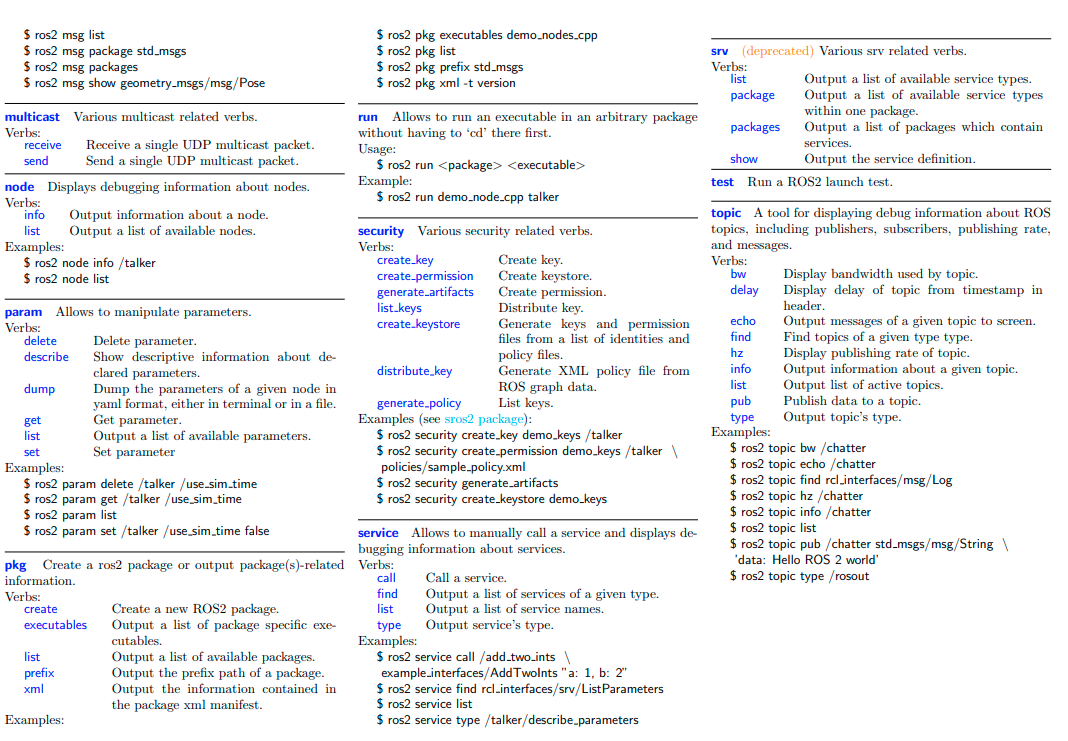 $ ros2 msg list
$ ros2 msg package std_msgs
$ ros2 msg packages
$ ros2 msg show geometry_msgs/msg/Pose
multicast Various multicast related verbs.
Verbs:
receive Receive a single UDP multicast packet.
send Send a single UDP multicast packet.
node Displays debugging information about nodes.
Verbs:
info Output information about a node.
list Output a list of available nodes.
Examples:
$ ros2 node info /talker
$ ros2 node list
param Allows to manipulate parameters.
Verbs:
delete Delete parameter.
describe Show descriptive information about de-
clared parameters.
dump Dump the parameters of a given node in
yaml format, either in terminal or in a file.
get Get parameter.
list Output a list of available parameters.
set Set parameter
Examples:
$ ros2 param delete /talker /use_sim_time
$ ros2 param get /talker /use_sim_time
$ ros2 param list
$ ros2 param set /talker /use_sim_time false
pkg Create a ros2 package or output package(s)-related
information.
Verbs:
create Create a new ROS2 package.
executables Output a list of package specific exe-
cutables.
list Output a list of available packages.
prefix Output the prefix path of a package.
xml Output the information contained in
the package xml manifest.
Examples:
$ ros2 pkg executables demo_nodes_cpp
$ ros2 pkg list
$ ros2 pkg prefix std_msgs
$ ros2 pkg xml -t version
run Allows to run an executable in an arbitrary package
without having to ‘cd’ there first.
Usage:
$ ros2 run <package> <executable>
Example:
$ ros2 run demo_node_cpp talker
security Various security related verbs.
Verbs:
create_key Create key.
create_permission Create keystore.
generate_artifacts Create permission.
list_keys Distribute key.
create_keystore Generate keys and permission
files from a list of identities and
policy files.
distribute_key Generate XML policy file from
ROS graph data.
generate_policy List keys.
Examples (see sros2 package):
$ ros2 security create_key demo_keys /talker
$ ros2 security create_permission demo_keys /talker \
policies/sample_policy.xml
$ ros2 security generate_artifacts
$ ros2 security create_keystore demo_keys
service Allows to manually call a service and displays de-
bugging information about services.
Verbs:
call Call a service.
find Output a list of services of a given type.
list Output a list of service names.
type Output service’s type.
Examples:
$ ros2 service call /add_two_ints \
example_interfaces/AddTwoInts "a: 1, b: 2"
$ ros2 service find rcl_interfaces/srv/ListParameters
$ ros2 service list
$ ros2 service type /talker/describe_parameters
srv (deprecated) Various srv related verbs.
Verbs:
list Output a list of available service types.
package Output a list of available service types
within one package.
packages Output a list of packages which contain
services.
show Output the service definition.
test Run a ROS2 launch test.
topic A tool for displaying debug information about ROS
topics, including publishers, subscribers, publishing rate,
and messages.
Verbs:
bw Display bandwidth used by topic.
delay Display delay of topic from timestamp in
header.
echo Output messages of a given topic to screen.
find Find topics of a given type type.
hz Display publishing rate of topic.
info Output information about a given topic.
list Output list of active topics.
pub Publish data to a topic.
type Output topic’s type.
Examples:
$ ros2 topic bw /chatter
$ ros2 topic echo /chatter
$ ros2 topic find rcl_interfaces/msg/Log
$ ros2 topic hz /chatter
$ ros2 topic info /chatter
$ ros2 topic list
$ ros2 topic pub /chatter std_msgs/msg/String \
'data: Hello ROS 2 world'
$ ros2 topic type /rosout